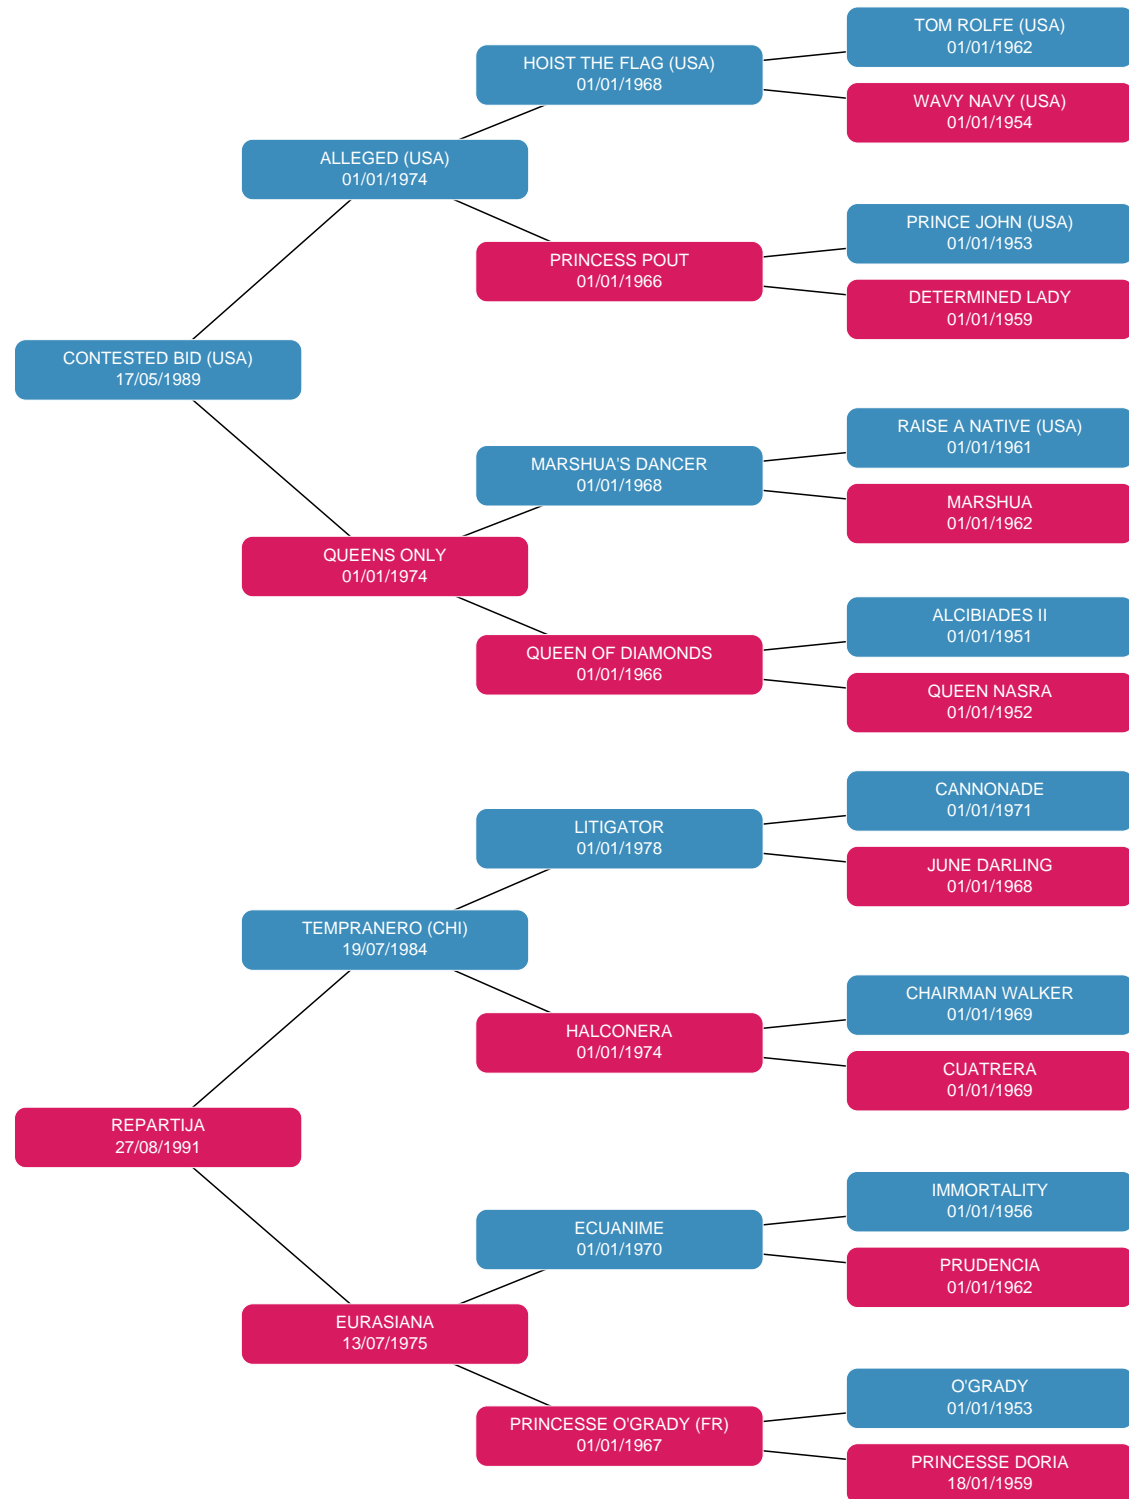 TOM ROLFE (USA)
01/01/1962
HOIST THE FLAG (USA)
01/01/1968
WAVY NAVY (USA)
01/01/1954
ALLEGED (USA)
01/01/1974
PRINCE JOHN (USA)
01/01/1953
PRINCESS POUT
01/01/1966
DETERMINED LADY
01/01/1959
CONTESTED BID (USA)
17/05/1989
RAISE A NATIVE (USA)
01/01/1961
MARSHUA'S DANCER
01/01/1968
MARSHUA
01/01/1962
QUEENS ONLY
01/01/1974
ALCIBIADES II
01/01/1951
QUEEN OF DIAMONDS
01/01/1966
QUEEN NASRA
01/01/1952
CANNONADE
01/01/1971
LITIGATOR
01/01/1978
JUNE DARLING
01/01/1968
TEMPRANERO (CHI)
19/07/1984
CHAIRMAN WALKER
01/01/1969
HALCONERA
01/01/1974
CUATRERA
01/01/1969
REPARTIJA
27/08/1991
IMMORTALITY
01/01/1956
ECUANIME
01/01/1970
PRUDENCIA
01/01/1962
EURASIANA
13/07/1975
O'GRADY
01/01/1953
PRINCESSE O'GRADY (FR)
01/01/1967
PRINCESSE DORIA
18/01/1959